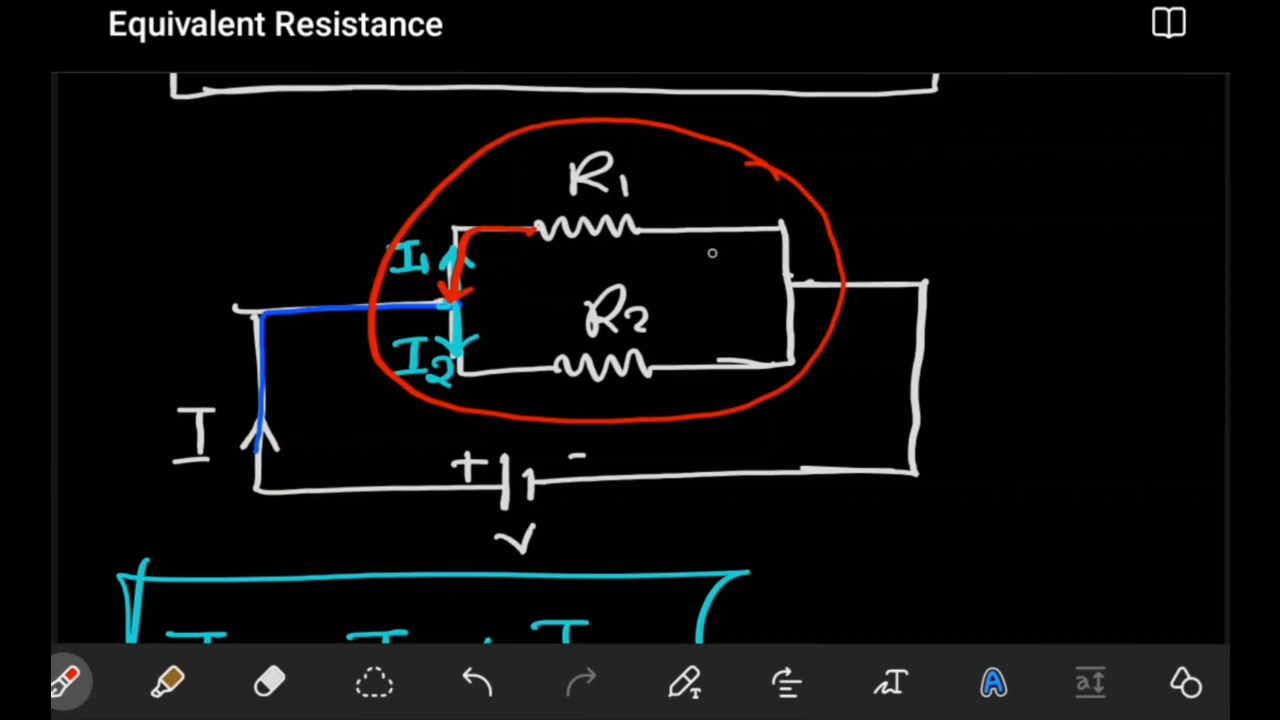 Equivalent Resistance
R1
I1
R2
I2
I
+ -
V